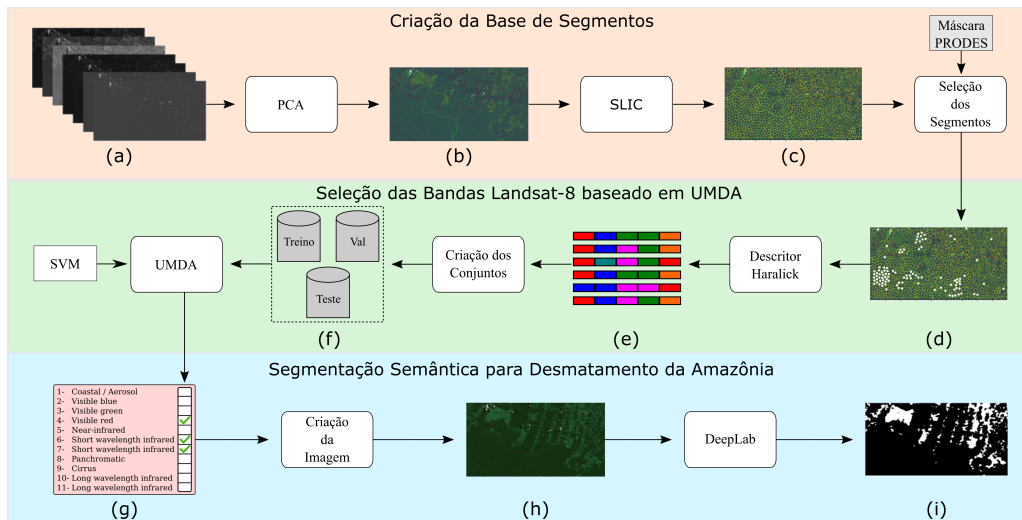 Criação da Base de Segmentos
Máscara
PRODES
PCA
SLIC
Seleção
dos
Segmentos
(a)
(b)
(c)
Seleção das Bandas Landsat-8 baseado em UMDA
SVM
UMDA
Treino
Val
Teste
Criação dos
Conjuntos
Descritor
Haralick
(f)
(e)
(d)
Segmentação Semântica para Desmatamento da Amazônia
1- Coastal / Aerosol
2- Visible blue
3- Visible green
4- Visible red
5- Near-infrared
6- Short wavelength infrared
7- Short wavelength infrared
8- Panchromatic
9- Cirrus
10- Long wavelength infrared
11- Long wavelength infrared
Criação
da
Imagem
DeepLab
(g)
(h)
(i)